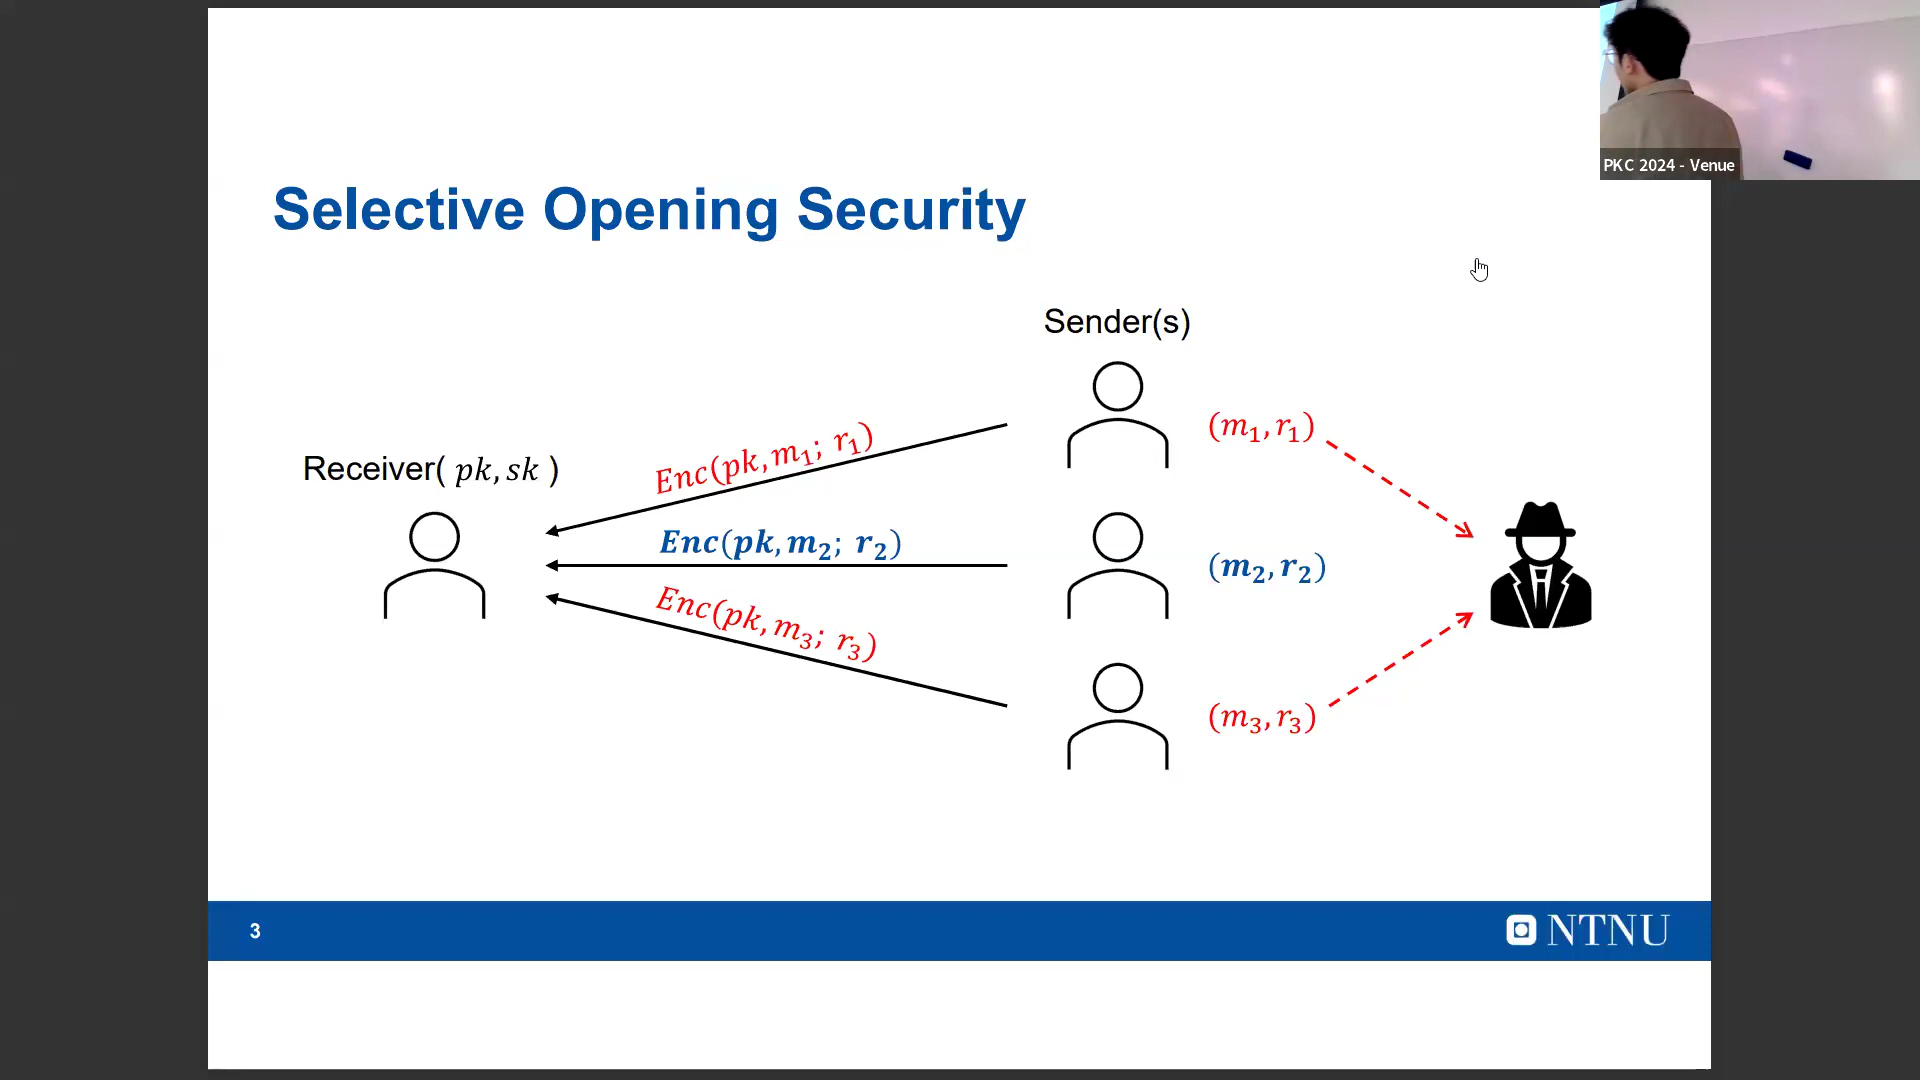 PKC 2024 - Venue
Selective Opening Security
Sender(s)
(m₁, r₁)
Enc(pk, m₁; r₁)
Receiver( pk, sk )
Enc(pk, m₂; r₂)
(m₂, r₂)
Enc(pk, m₃; r₃)
(m₃, r₃)
3
NTNU